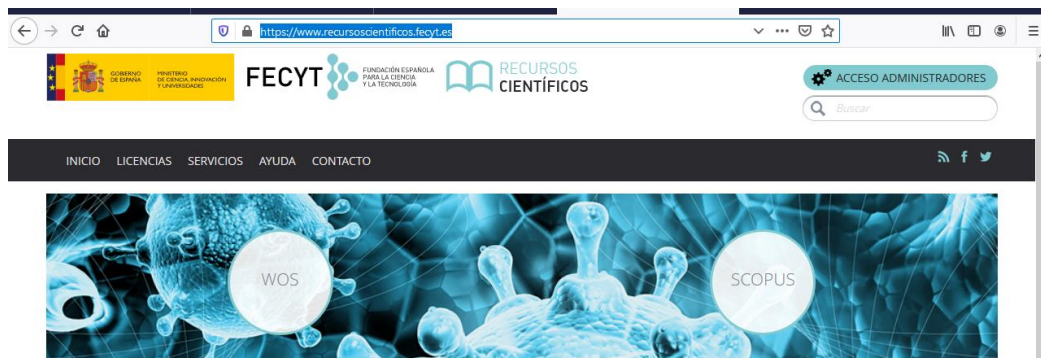 https://www.recursoscientificos.fecyt.es
GOBIERNO
DE ESPAÑA
MINISTERIO
DE CIENCIA, INNOVACIÓN
Y UNIVERSIDADES
FECYT
FUNDACIÓN ESPAÑOLA
PARA LA CIENCIA
Y LA TECNOLOGÍA
RECURSOS
CIENTÍFICOS
ACCESO ADMINISTRADORES
Buscar
INICIO LICENCIAS SERVICIOS AYUDA CONTACTO
WOS
SCOPUS